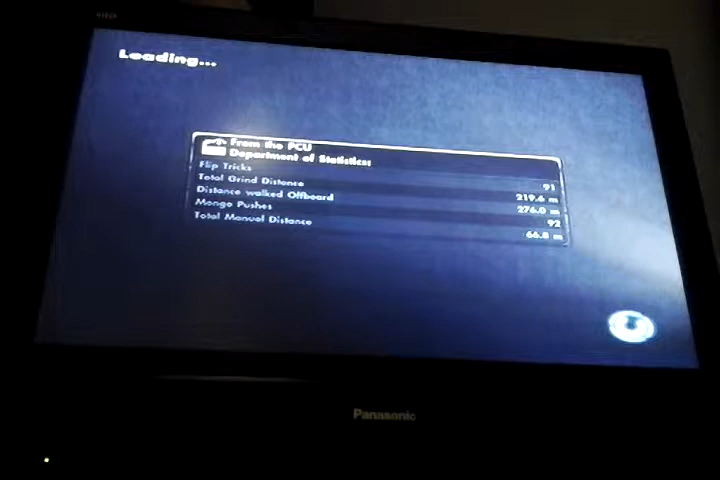 Loading...
From the PCU
Department of Statistics:
Flip Tricks 91
Total Grind Distance 219.6 m
Distance walked Offboard 276.0 m
Mongo Pushes 92
Total Manual Distance 66.8 m
Panasonic